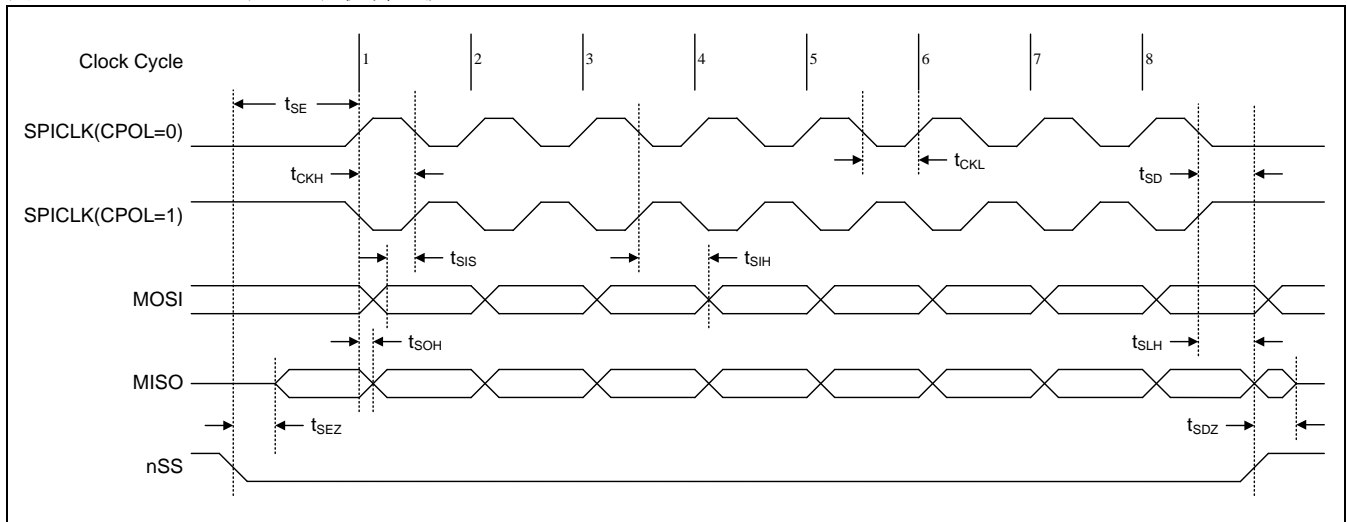 Clock Cycle 1 2 3 4 5 6 7 8
tSE
SPICLK(CPOL=0)
tCKH tCKL tSD
SPICLK(CPOL=1)
tSIS tSIH
MOSI
tSOH tSLH
MISO
tSEZ tSDZ
nSS